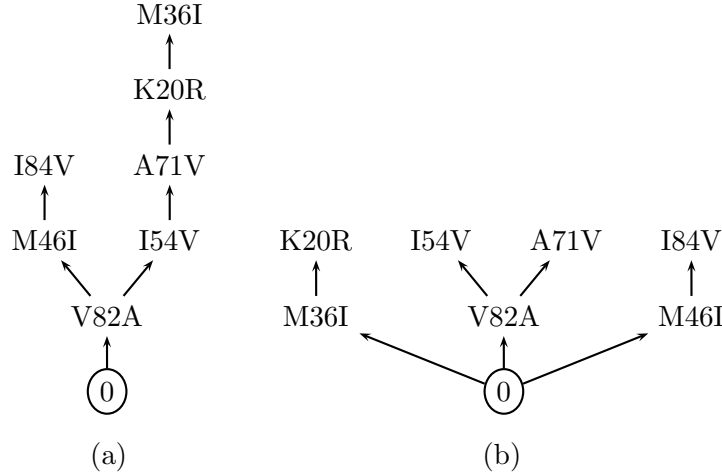 M36I
K20R
I84V A71V
M46I I54V K20R I54V A71V I84V
V82A M36I V82A M46I
0 0
(a) (b)